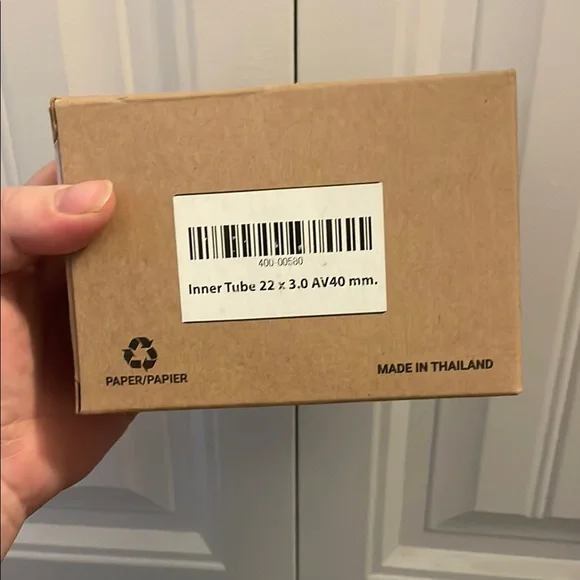 400-00580
Inner Tube 22 x 3.0 AV40 mm.
PAPER/PAPIER
MADE IN THAILAND